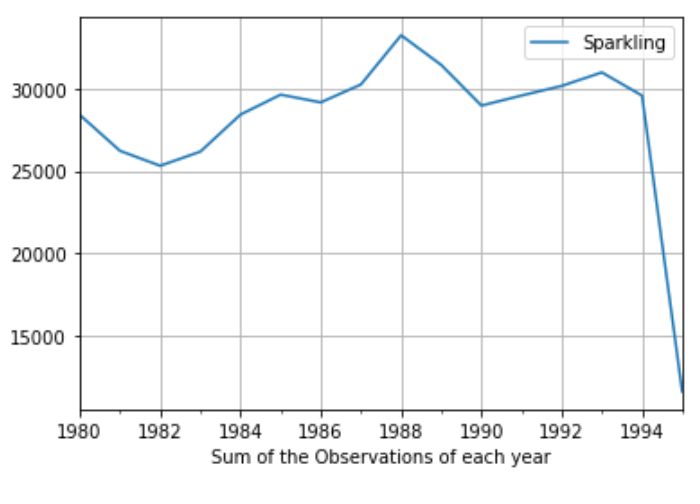 Sparkling
30000
25000
20000
15000
1980 1982 1984 1986 1988 1990 1992 1994
Sum of the Observations of each year